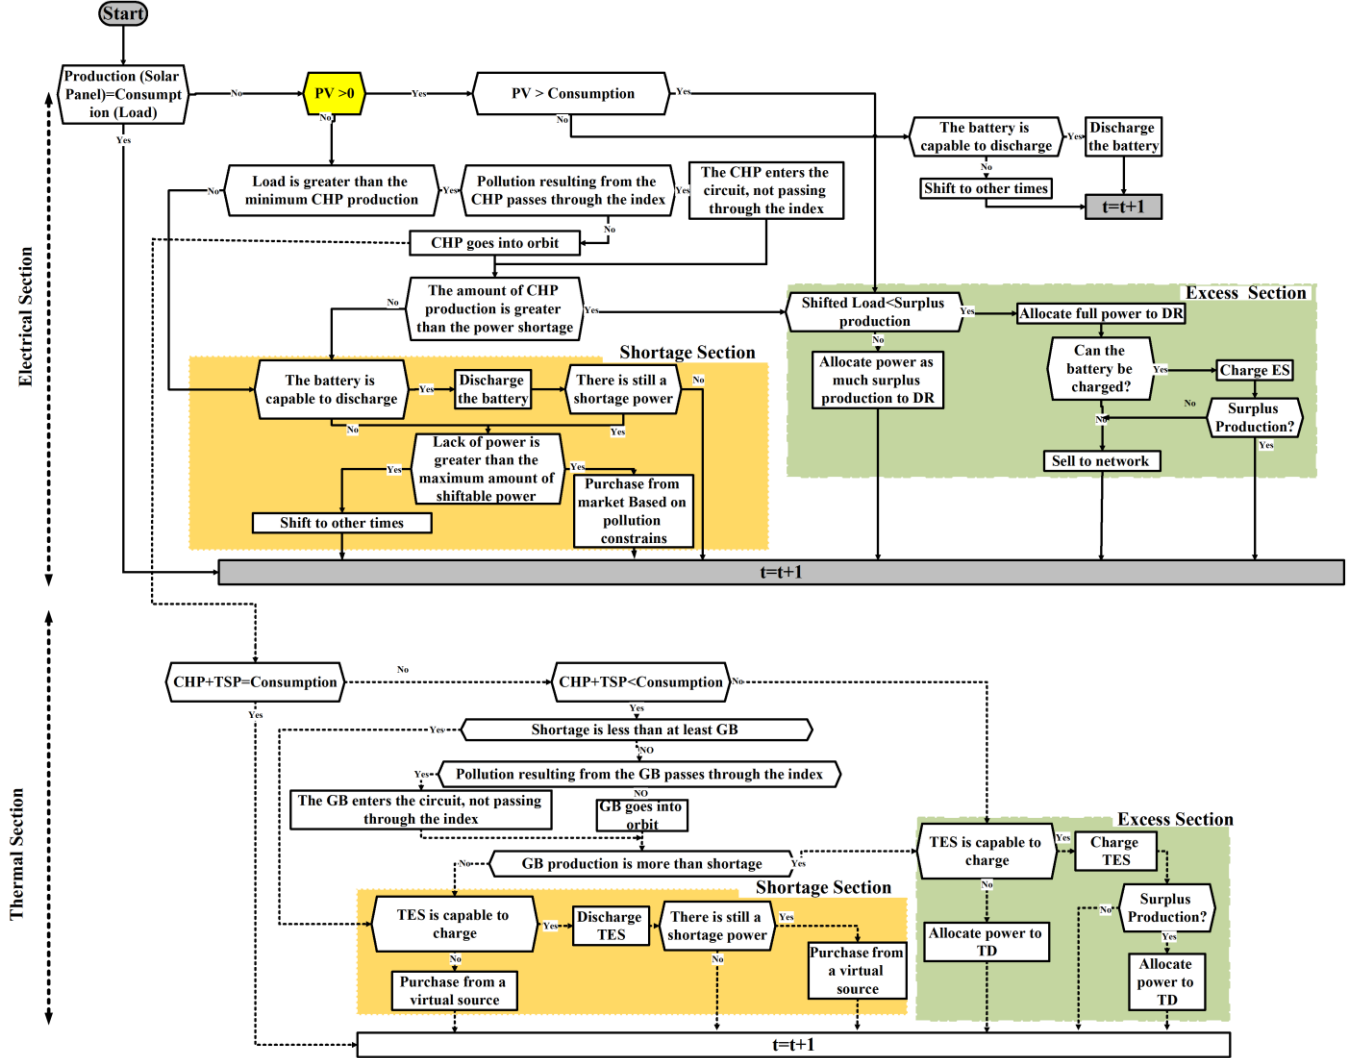 Start
Production (Solar
Panel)=Consumpt
ion (Load)
No
PV >0
Yes
PV > Consumption
Yes
Yes
No
No
The battery is
capable to discharge
Yes
Discharge
the battery
No
Shift to other times
t=t+1
Load is greater than the
minimum CHP production
No
Yes
Pollution resulting from the
CHP passes through the index
Yes
The CHP enters the
circuit, not passing
through the index
No
CHP goes into orbit
The amount of CHP
production is greater
than the power shortage
No
Yes
Electrical Section
Excess Section
Shifted Load<Surplus
production
Yes
Allocate full power to DR
No
Allocate power as
much surplus
production to DR
Can the
battery be
charged?
Yes
Charge ES
No
No
Surplus
Production?
Yes
Sell to network
Shortage Section
The battery is
capable to discharge
Yes
Discharge
the battery
There is still a
shortage power
No
No
Yes
Lack of power is
greater than the
maximum amount of
shiftable power
Yes
Yes
Shift to other times
Purchase from
market Based on
pollution
constrains
t=t+1
Thermal Section
CHP+TSP=Consumption
No
CHP+TSP<Consumption
No
Yes
Yes
Yes
Shortage is less than at least GB
NO
Yes
Pollution resulting from the GB passes through the index
The GB enters the circuit, not passing
through the index
NO
GB goes into
orbit
No
GB production is more than shortage
Yes
Excess Section
TES is capable to
charge
Yes
Charge
TES
No
Allocate power to
TD
No
Surplus
Production?
Yes
Allocate
power to
TD
Shortage Section
TES is capable to
charge
Yes
Discharge
TES
There is still a
shortage power
Yes
No
No
Purchase from a
virtual source
Purchase from
a virtual
source
t=t+1